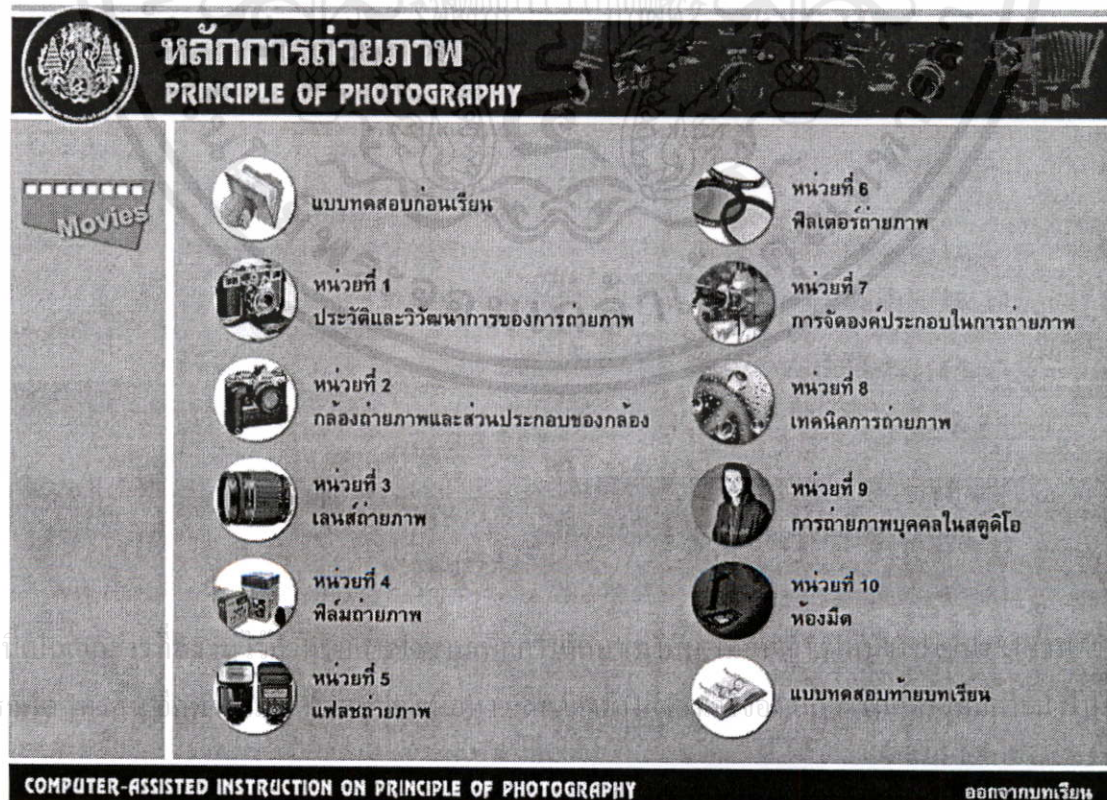 หลักการถ่ายภาพ
PRINCIPLE OF PHOTOGRAPHY
Movies
แบบทดสอบก่อนเรียน
หน่วยที่ 1
ประวัติและวิวัฒนาการของการถ่ายภาพ
หน่วยที่ 2
กล้องถ่ายภาพและส่วนประกอบของกล้อง
หน่วยที่ 3
เลนส์ถ่ายภาพ
หน่วยที่ 4
ฟิล์มถ่ายภาพ
หน่วยที่ 5
แฟลชถ่ายภาพ
หน่วยที่ 6
ฟิลเตอร์ถ่ายภาพ
หน่วยที่ 7
การจัดองค์ประกอบในการถ่ายภาพ
หน่วยที่ 8
เทคนิคการถ่ายภาพ
หน่วยที่ 9
การถ่ายภาพบุคคลในสตูดิโอ
หน่วยที่ 10
ห้องมืด
แบบทดสอบท้ายบทเรียน
COMPUTER-ASSISTED INSTRUCTION ON PRINCIPLE OF PHOTOGRAPHY
ออกจากบทเรียน